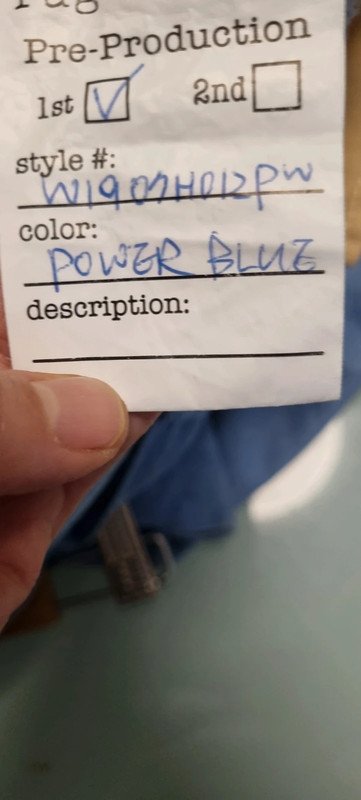 Pre-Production
1st 2nd
style #:
W1907H012PW
color:
POWER BLUE
description: